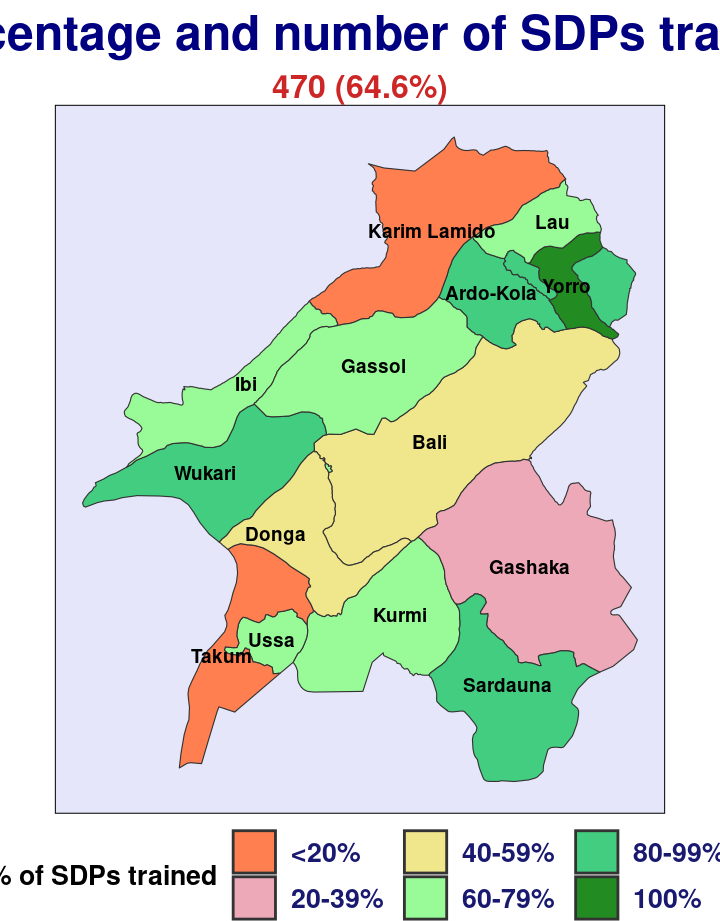 centage and number of SDPs tra
470 (64.6%)
Karim Lamido
Lau
Yorro
Ardo-Kola
Gassol
Ibi
Bali
Wukari
Donga
Gashaka
Kurmi
Ussa
Takum
Sardauna
% of SDPs trained
<20% 40-59% 80-99%
20-39% 60-79% 100%